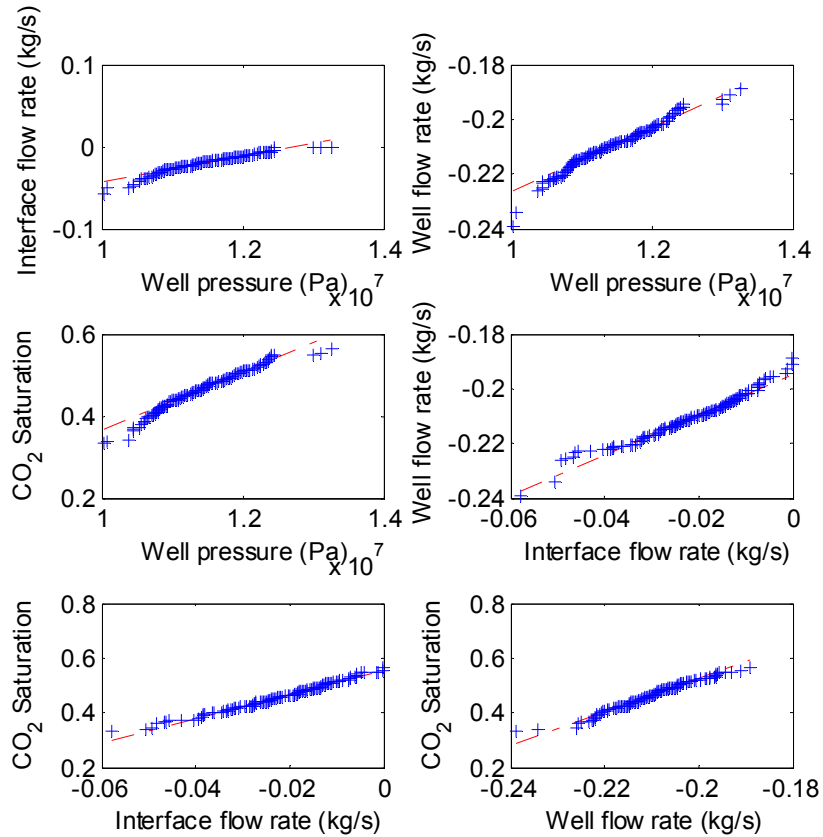 Interface flow rate (kg/s)
0.1
0
-0.1
1
1.2
1.4
Well pressure (Pa)
x 10^7
Well flow rate (kg/s)
-0.18
-0.2
-0.22
-0.24
1
1.2
1.4
Well pressure (Pa)
x 10^7
CO2 Saturation
0.6
0.4
0.2
1
1.2
1.4
Well pressure (Pa)
x 10^7
Well flow rate (kg/s)
-0.18
-0.2
-0.22
-0.24
-0.06
-0.04
-0.02
0
Interface flow rate (kg/s)
CO2 Saturation
0.8
0.6
0.4
0.2
-0.06
-0.04
-0.02
0
Interface flow rate (kg/s)
CO2 Saturation
0.8
0.6
0.4
0.2
-0.24
-0.22
-0.2
-0.18
Well flow rate (kg/s)